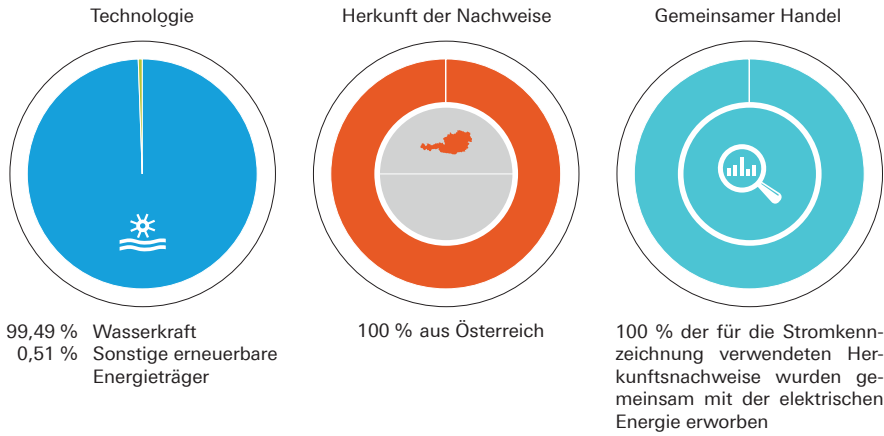 Technologie
99,49 % Wasserkraft
0,51 % Sonstige erneuerbare
Energieträger
Herkunft der Nachweise
100 % aus Österreich
Gemeinsamer Handel
100 % der für die Stromkenn-
zeichnung verwendeten Her-
kunftsnachweise wurden ge-
meinsam mit der elektrischen
Energie erworben